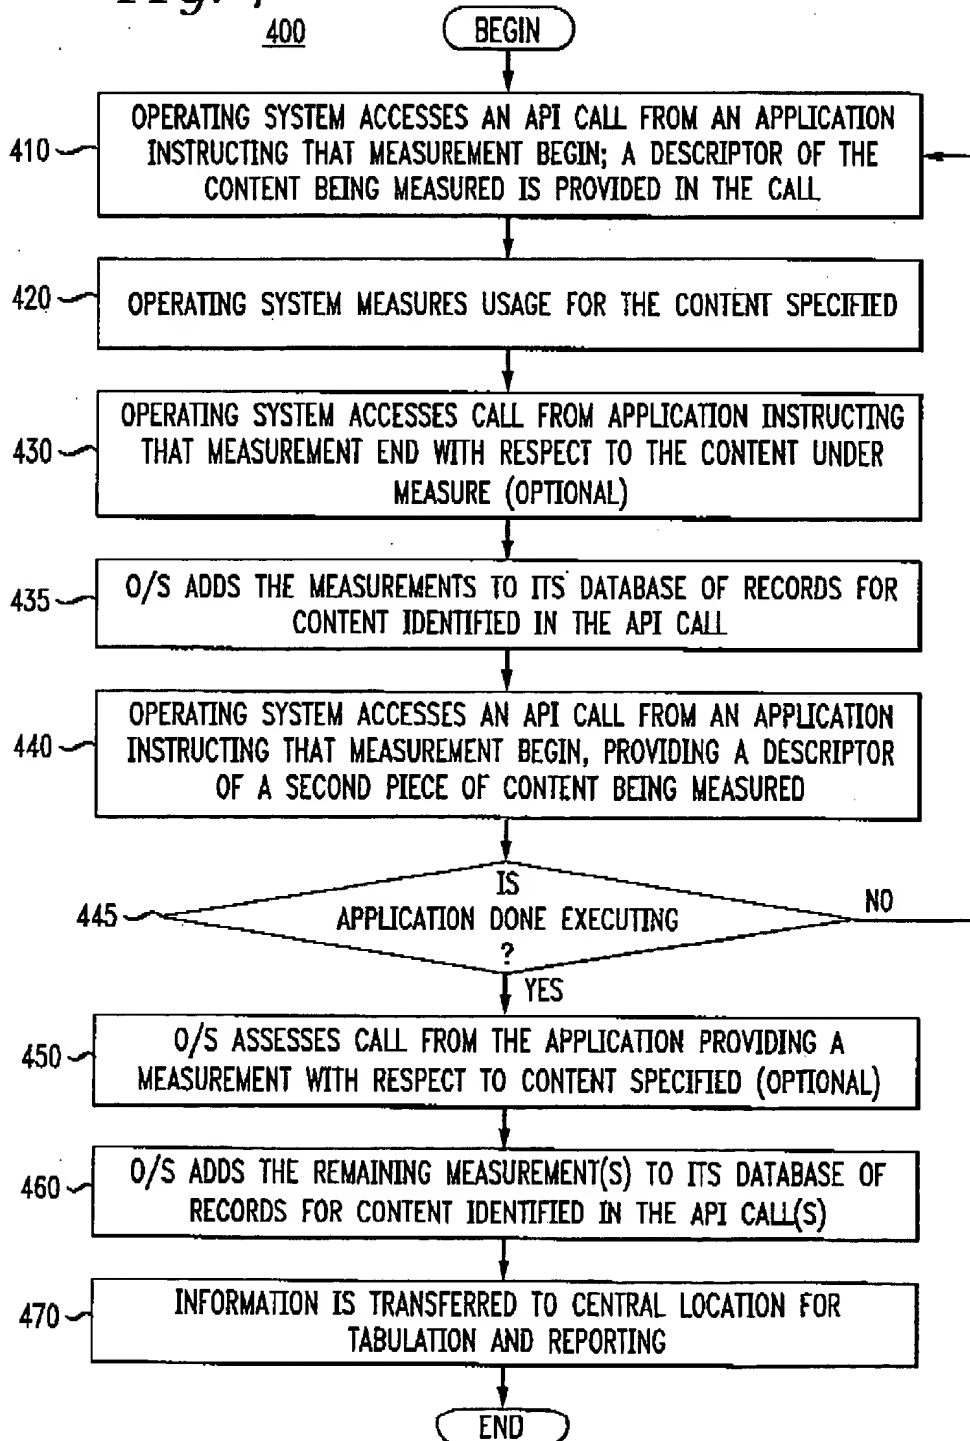 400
BEGIN
410
OPERATING SYSTEM ACCESSES AN API CALL FROM AN APPLICATION
INSTRUCTING THAT MEASUREMENT BEGIN; A DESCRIPTOR OF THE
CONTENT BEING MEASURED IS PROVIDED IN THE CALL
420
OPERATING SYSTEM MEASURES USAGE FOR THE CONTENT SPECIFIED
430
OPERATING SYSTEM ACCESSES CALL FROM APPLICATION INSTRUCTING
THAT MEASUREMENT END WITH RESPECT TO THE CONTENT UNDER
MEASURE (OPTIONAL)
435
O/S ADDS THE MEASUREMENTS TO ITS DATABASE OF RECORDS FOR
CONTENT IDENTIFIED IN THE API CALL
440
OPERATING SYSTEM ACCESSES AN API CALL FROM AN APPLICATION
INSTRUCTING THAT MEASUREMENT BEGIN, PROVIDING A DESCRIPTOR
OF A SECOND PIECE OF CONTENT BEING MEASURED
445
IS
APPLICATION DONE EXECUTING
?
NO
YES
450
O/S ASSESSES CALL FROM THE APPLICATION PROVIDING A
MEASUREMENT WITH RESPECT TO CONTENT SPECIFIED (OPTIONAL)
460
O/S ADDS THE REMAINING MEASUREMENT(S) TO ITS DATABASE OF
RECORDS FOR CONTENT IDENTIFIED IN THE API CALL(S)
470
INFORMATION IS TRANSFERRED TO CENTRAL LOCATION FOR
TABULATION AND REPORTING
END